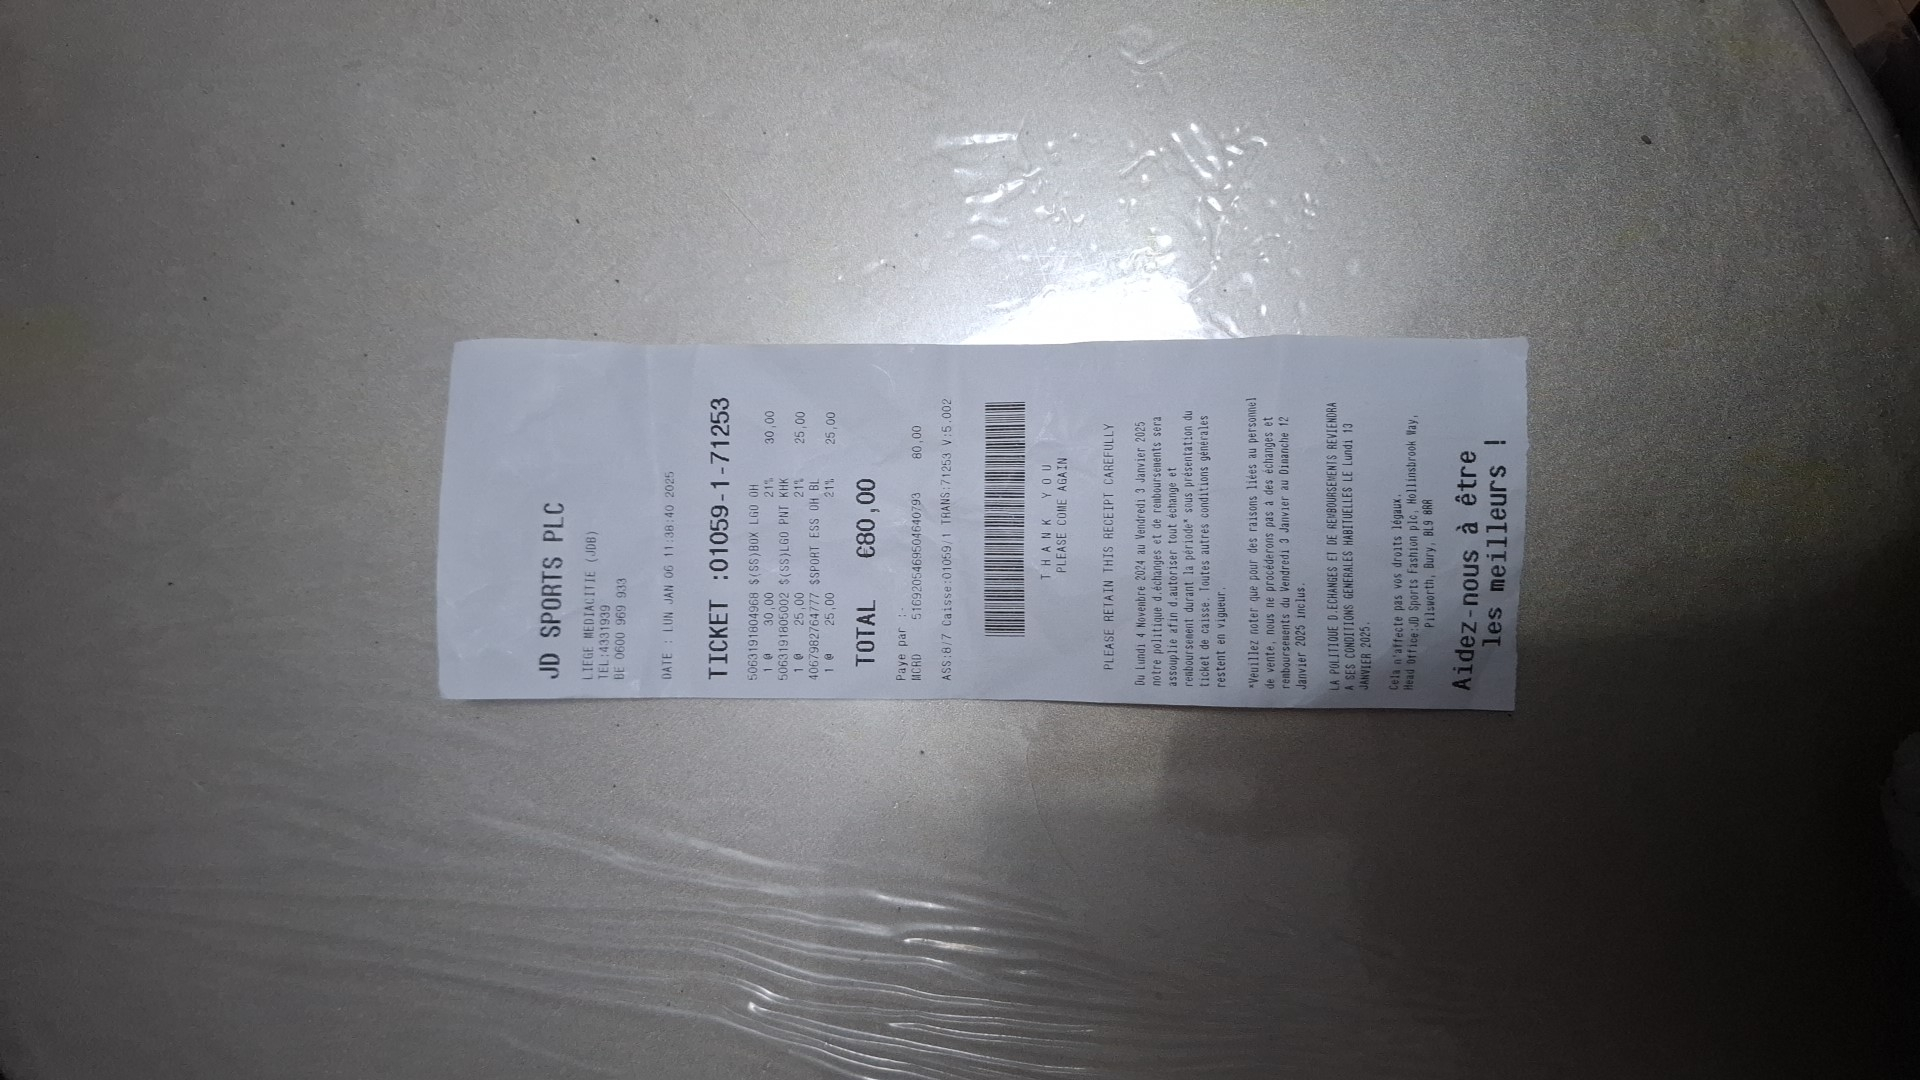 JD SPORTS PLC
LIEGE MEDIACITIE (JDB)
TEL:4331939
BE 0600 969 933
DATE : LUN JAN 06 11:38:40 2025
TICKET :01059-1-71253
5063191804968 $(SS)BOX LGO OH
1 @ 30,00 21% 30,00
5063191805002 $(SS)LGO PNT KHK
1 @ 25,00 21% 25,00
4067982764777 $SPORT ESS OH BL
1 @ 25,00 21% 25,00
TOTAL €80,00
Paye par :-
MCRD 5169205469504640793 80,00
ASS:8/7 Caisse:01059/1 TRANS:71253 V:5.002
T H A N K Y O U
PLEASE COME AGAIN
PLEASE RETAIN THIS RECEIPT CAREFULLY
Du Lundi 4 Novembre 2024 au Vendredi 3 Janvier 2025
notre politique d.échanges et de remboursements sera
assouplie afin d.autoriser tout échange et
remboursement durant la période* sous présentation du
ticket de caisse. Toutes autres conditions générales
restent en vigueur.
*Veuillez noter que pour des raisons liées au personnel
de vente, nous ne procéderons pas à des échanges et
remboursements du Vendredi 3 Janvier au Dimanche 12
Janvier 2025 inclus.
LA POLITIQUE D.ECHANGES ET DE REMBOURSEMENTS REVIENDRA
A SES CONDITIONS GENERALES HABITUELLES LE Lundi 13
JANVIER 2025.
Cela n'affecte pas vos droits légaux.
Head Office:JD Sports Fashion plc, Hollinsbrook Way,
Pilsworth, Bury, BL9 8RR
Aidez-nous à être
les meilleurs !